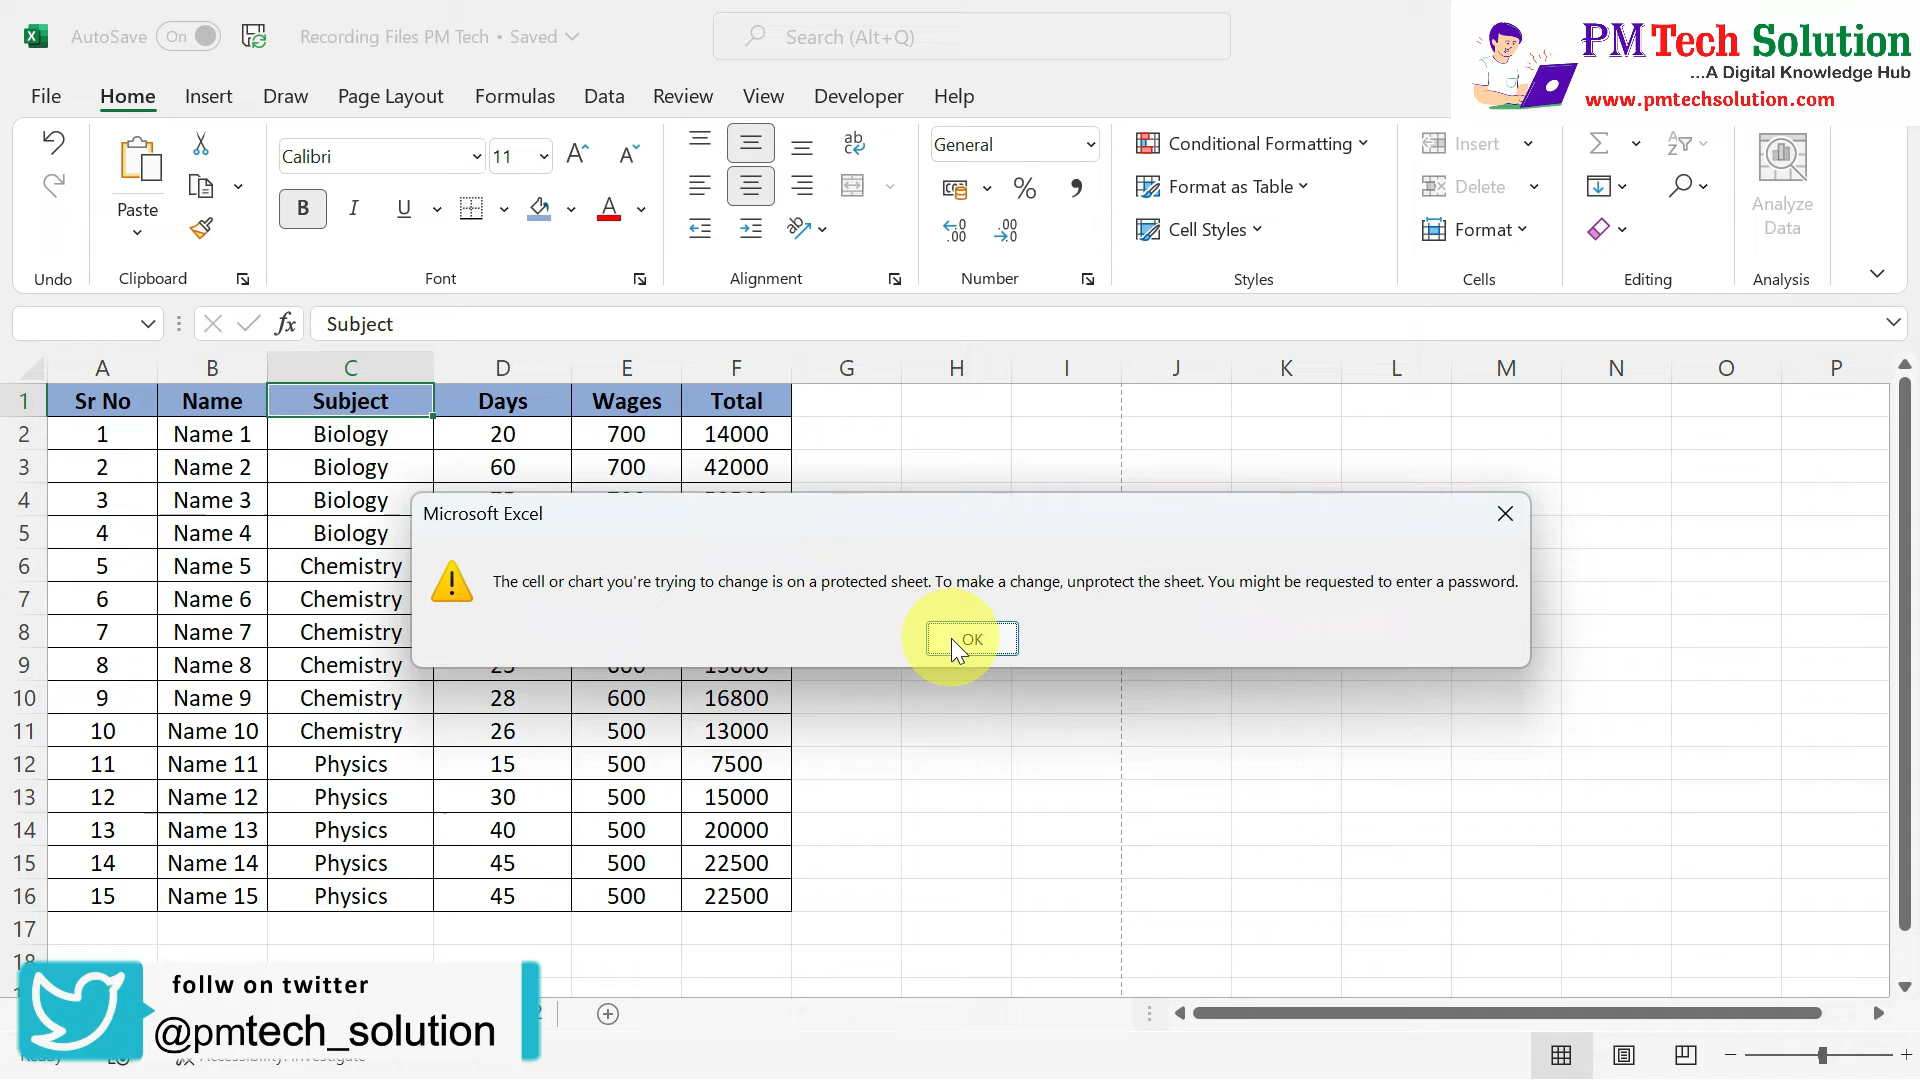 AutoSave On Recording Files PM Tech • Saved Search (Alt+Q)
PM Tech Solution
...A Digital Knowledge Hub
www.pmtechsolution.com
File Home Insert Draw Page Layout Formulas Data Review View Developer Help
Paste
Calibri 11
B I U
General
Conditional Formatting
Format as Table
Cell Styles
Insert
Delete
Format
Analyze
Data
Undo Clipboard Font Alignment Number Styles Cells Editing Analysis
fx Subject
A B C D E F G H I J K L M N O P
1 Sr No Name Subject Days Wages Total
2 1 Name 1 Biology 20 700 14000
3 2 Name 2 Biology 60 700 42000
4 3 Name 3 Biology
5 4 Name 4 Biology
6 5 Name 5 Chemistry
7 6 Name 6 Chemistry
8 7 Name 7 Chemistry
9 8 Name 8 Chemistry
10 9 Name 9 Chemistry 28 600 16800
11 10 Name 10 Chemistry 26 500 13000
12 11 Name 11 Physics 15 500 7500
13 12 Name 12 Physics 30 500 15000
14 13 Name 13 Physics 40 500 20000
15 14 Name 14 Physics 45 500 22500
16 15 Name 15 Physics 45 500 22500
17
18
Microsoft Excel
The cell or chart you're trying to change is on a protected sheet. To make a change, unprotect the sheet. You might be requested to enter a password.
OK
follw on twitter
@pmtech_solution